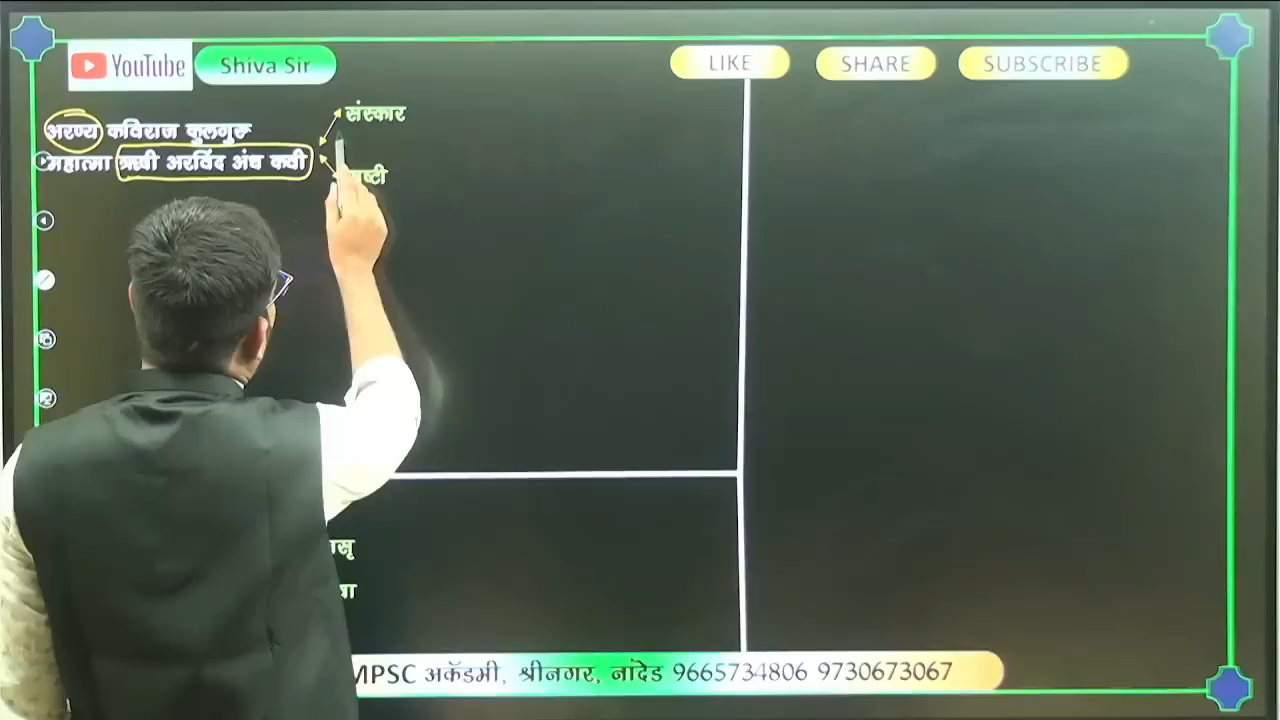 YouTube
Shiva Sir
LIKE
SHARE
SUBSCRIBE
अरण्य कविराज कुलगुरू
महात्मा ऋषी अरविंद अंध कवी
संस्कार
MPSC अकॅडमी, श्रीनगर, नांदेड 9665734806 9730673067